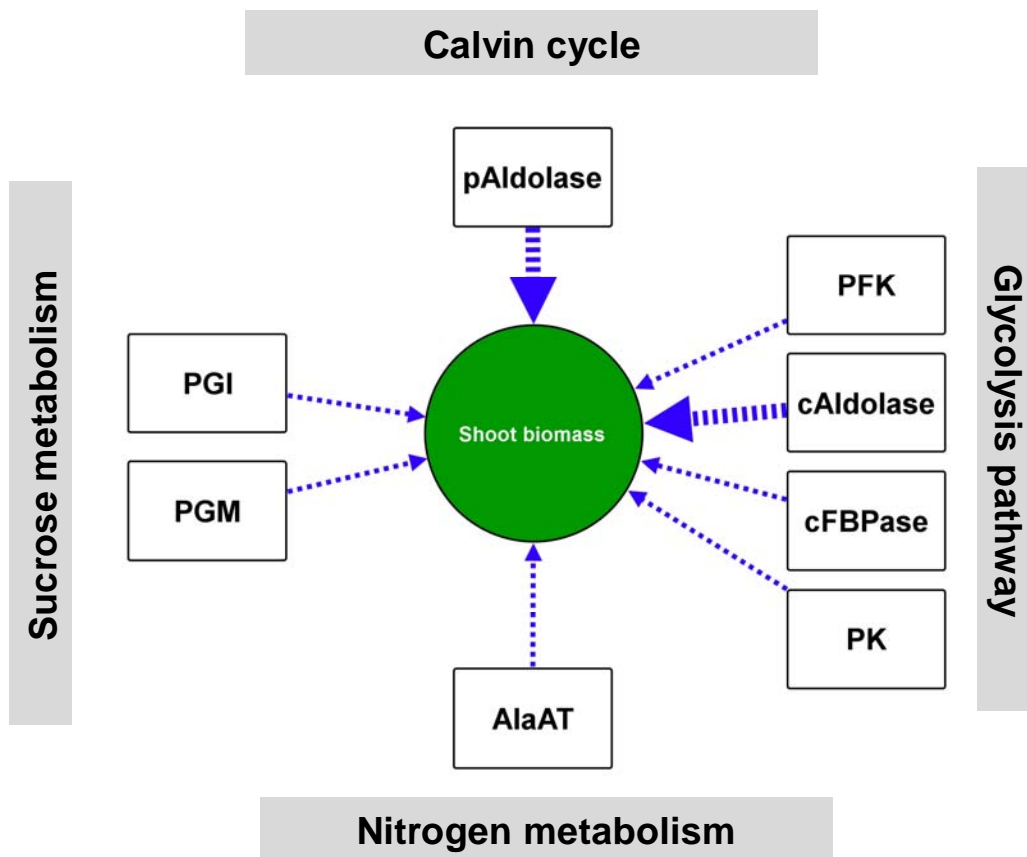 Calvin cycle
pAldolase
Sucrose metabolism
PGI
PGM
Shoot biomass
PFK
cAldolase
cFBPase
PK
Glycolysis pathway
AlaAT
Nitrogen metabolism